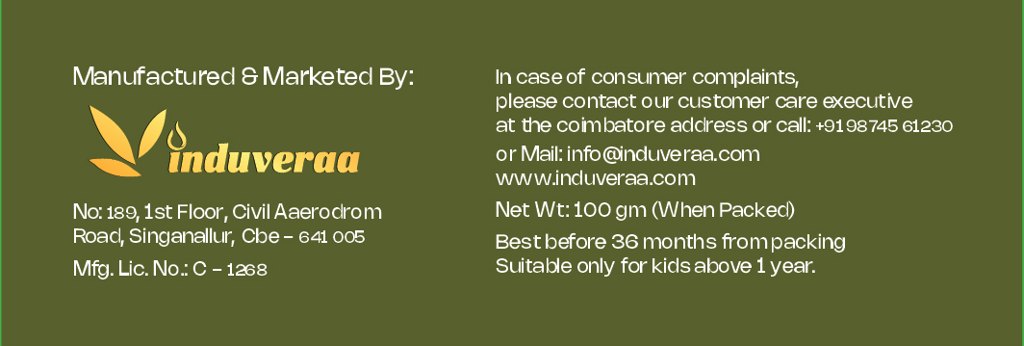 Manufactured & Marketed By:
induveraa
No: 189, 1st Floor, Civil Aaerodrom
Road, Singanallur, Cbe – 641 005
Mfg. Lic. No.: C – 1268
In case of consumer complaints,
please contact our customer care executive
at the coimbatore address or call: +91 98745 61230
or Mail: info@induveraa.com
www.induveraa.com
Net Wt: 100 gm (When Packed)
Best before 36 months from packing
Suitable only for kids above 1 year.